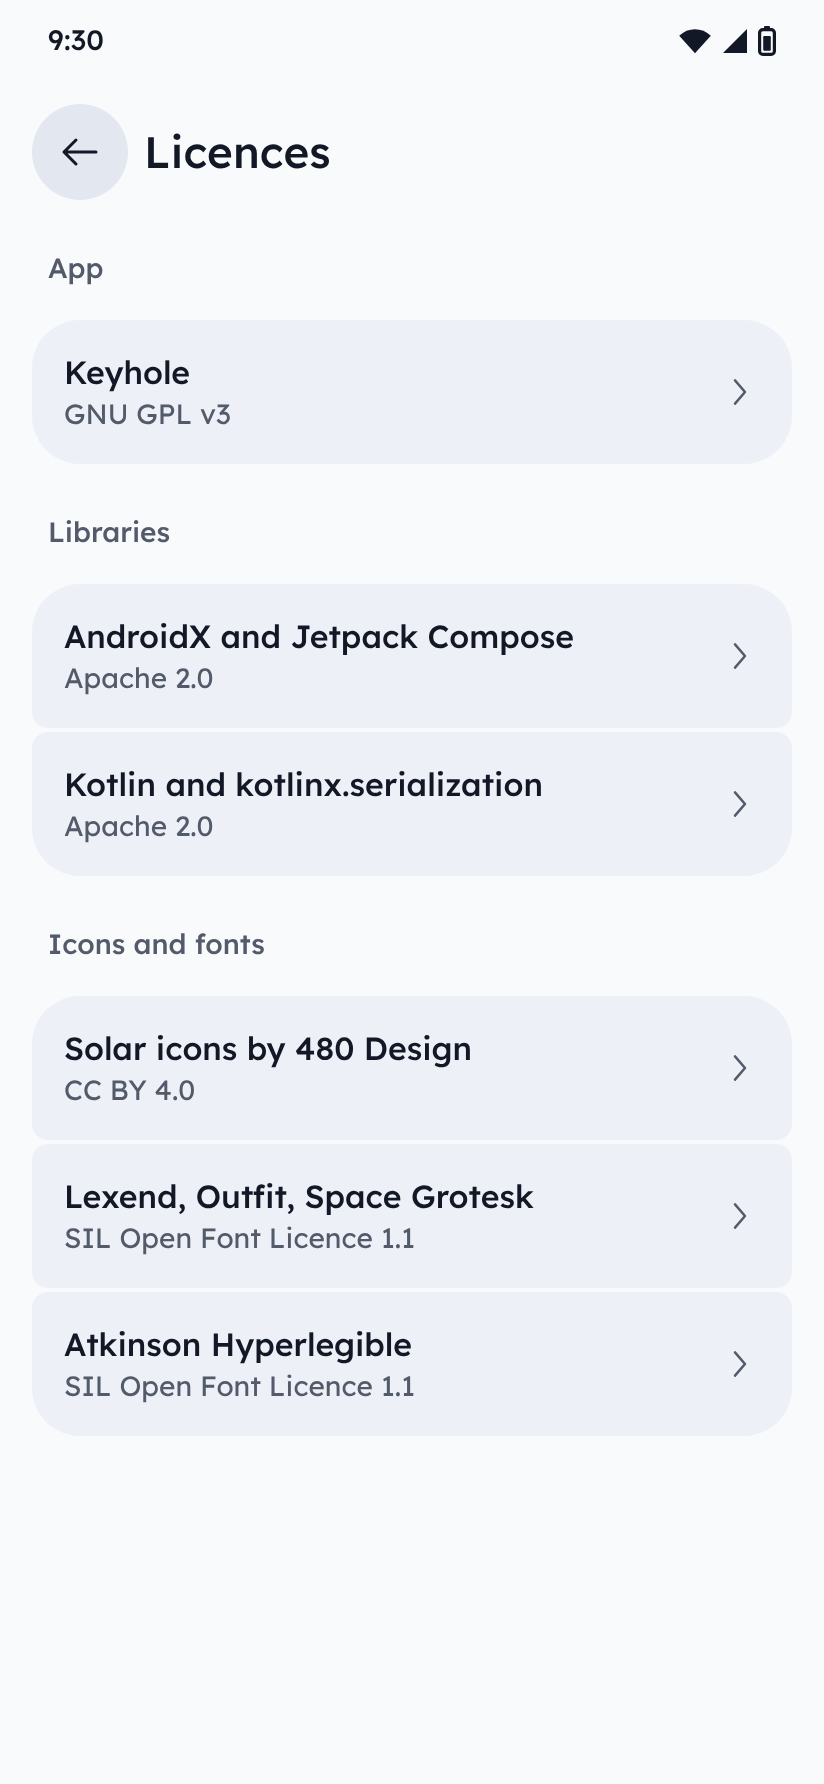 9:30
Licences
App
Keyhole
GNU GPL v3
Libraries
AndroidX and Jetpack Compose
Apache 2.0
Kotlin and kotlinx.serialization
Apache 2.0
Icons and fonts
Solar icons by 480 Design
CC BY 4.0
Lexend, Outfit, Space Grotesk
SIL Open Font Licence 1.1
Atkinson Hyperlegible
SIL Open Font Licence 1.1